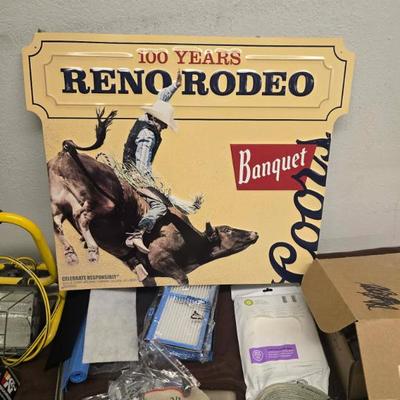 100 YEARS
RENO RODEO
Banquet
Coors
CELEBRATE RESPONSIBLY